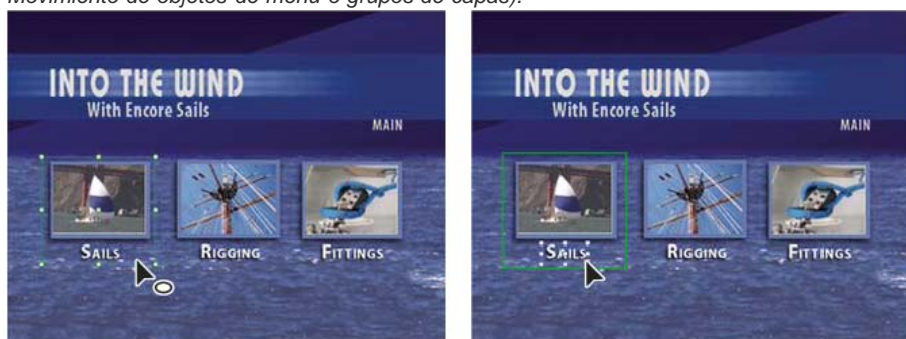 Movimiento de objetos de menú o grupos de capas).
INTO THE WIND
With Encore Sails
MAIN
SAILS
RIGGING
FITTINGS
INTO THE WIND
With Encore Sails
MAIN
SAILS
RIGGING
FITTINGS